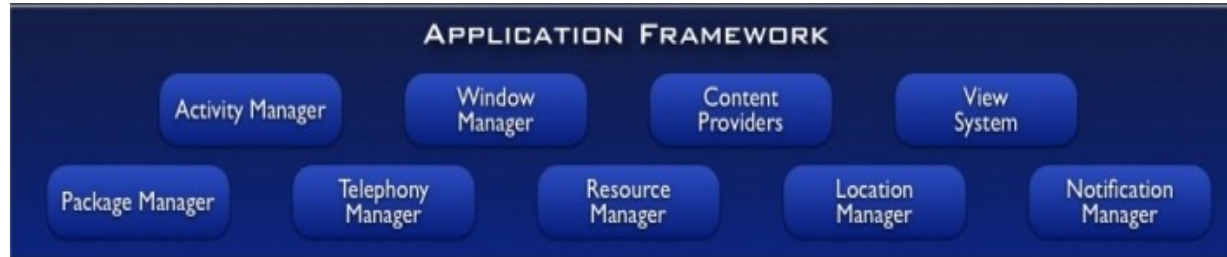 APPLICATION FRAMEWORK
Activity Manager
Window
Manager
Content
Providers
View
System
Package Manager
Telephony
Manager
Resource
Manager
Location
Manager
Notification
Manager